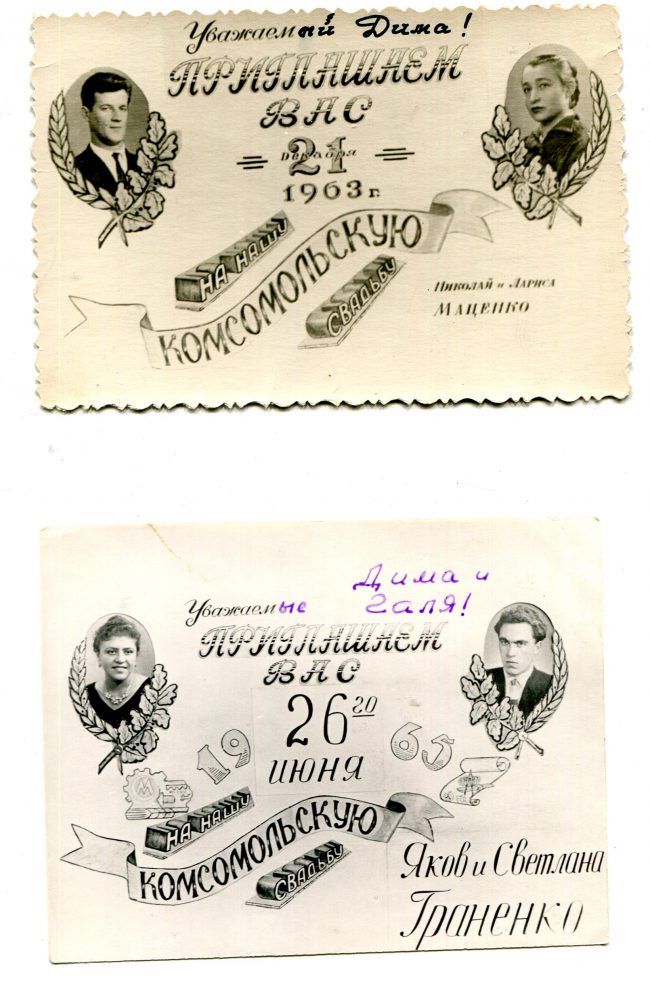 Уважаемый Дима!
ПРИГЛАШАЕМ
ВАС
21
Декабря
1963 г.
НА НАШУ
КОМСОМОЛЬСКУЮ
СВАДЬБУ
Николай и Лариса
Маценко
Дима и
Уважаемые Галя!
ПРИГЛАШАЕМ
ВАС
26 го
июня
19 65
М
НА НАШУ
КОМСОМОЛЬСКУЮ
СВАДЬБУ
Яков и Светлана
Граненко